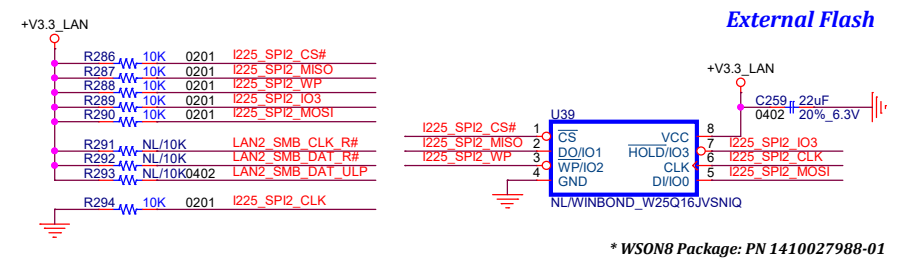 External Flash
+V3.3_LAN
R286 10K 0201 I225_SPI2_CS#
R287 10K 0201 I225_SPI2_MISO
R288 10K 0201 I225_SPI2_WP
R289 10K 0201 I225_SPI2_IO3
R290 10K 0201 I225_SPI2_MOSI
R291 NL/10K LAN2_SMB_CLK_R#
R292 NL/10K LAN2_SMB_DAT_R#
R293 NL/10K 0402 LAN2_SMB_DAT_ULP
R294 10K 0201 I225_SPI2_CLK
+V3.3_LAN
C259 22uF
0402 20%_6.3V
U39
I225_SPI2_CS# 1 CS VCC 8
I225_SPI2_MISO 2 DO/IO1 HOLD/IO3 7 I225_SPI2_IO3
I225_SPI2_WP 3 WP/IO2 CLK 6 I225_SPI2_CLK
4 GND DI/IO0 5 I225_SPI2_MOSI
NL/WINBOND_W25Q16JVSNIQ
* WSON8 Package: PN 1410027988-01